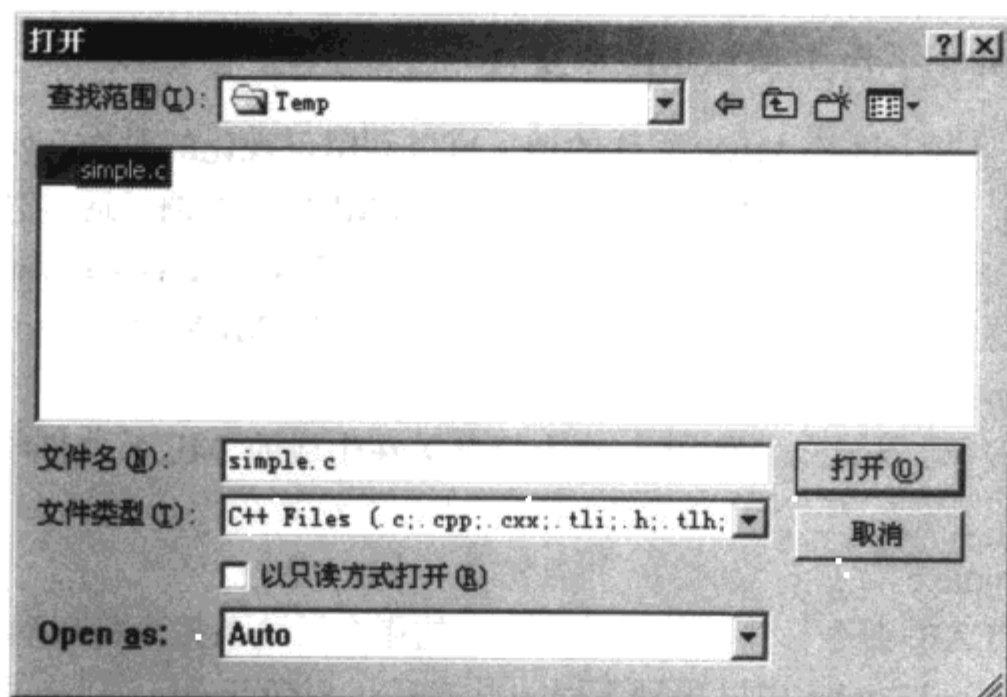 打开
查找范围(I): Temp
simple.c
文件名(N): simple.c
打开(O)
文件类型(T): C++ Files (.c;.cpp;.cxx;.tli;.h;.tlh;
取消
以只读方式打开(R)
Open as: Auto